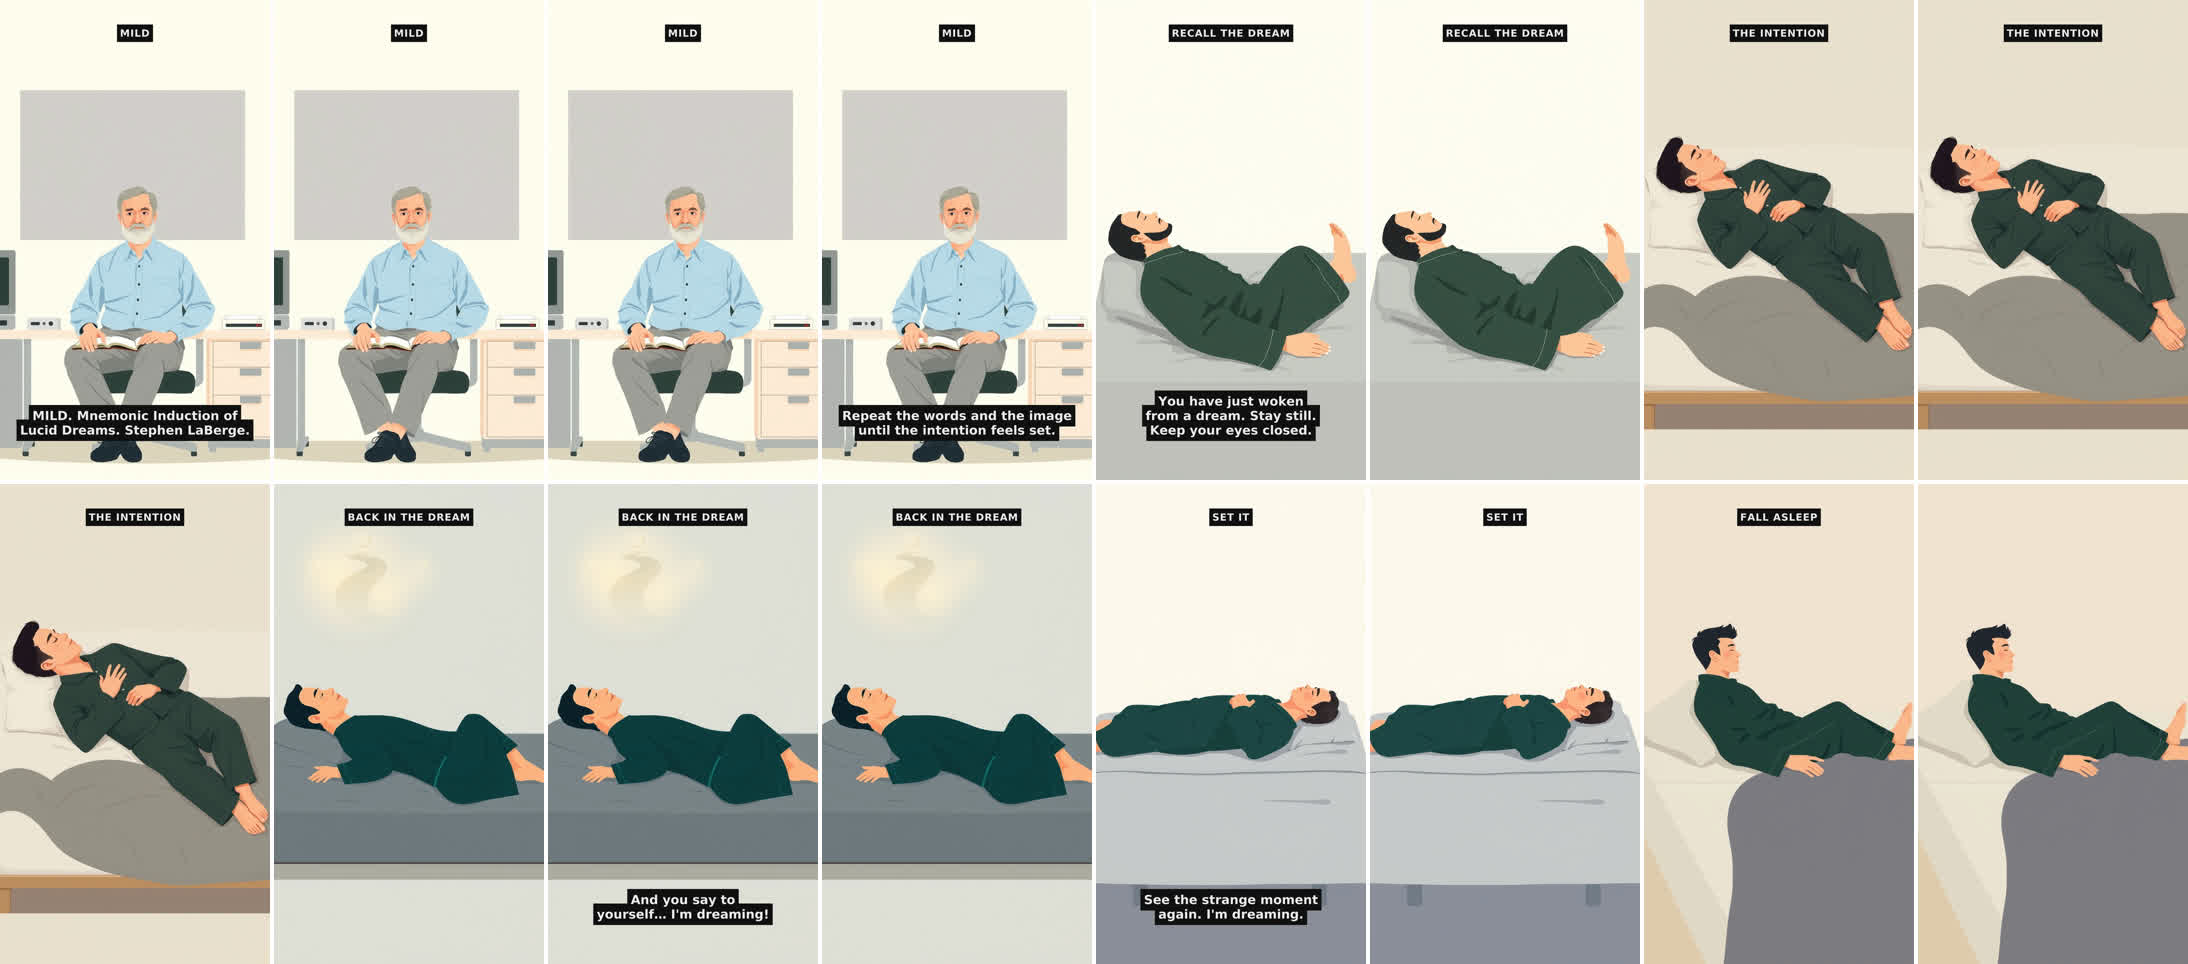 MILD
MILD. Mnemonic Induction of
Lucid Dreams. Stephen LaBerge.
MILD
MILD
MILD
Repeat the words and the image
until the intention feels set.
RECALL THE DREAM
You have just woken
from a dream. Stay still.
Keep your eyes closed.
RECALL THE DREAM
THE INTENTION
THE INTENTION
THE INTENTION
BACK IN THE DREAM
BACK IN THE DREAM
And you say to
yourself... I'm dreaming!
BACK IN THE DREAM
SET IT
See the strange moment
again. I'm dreaming.
SET IT
FALL ASLEEP